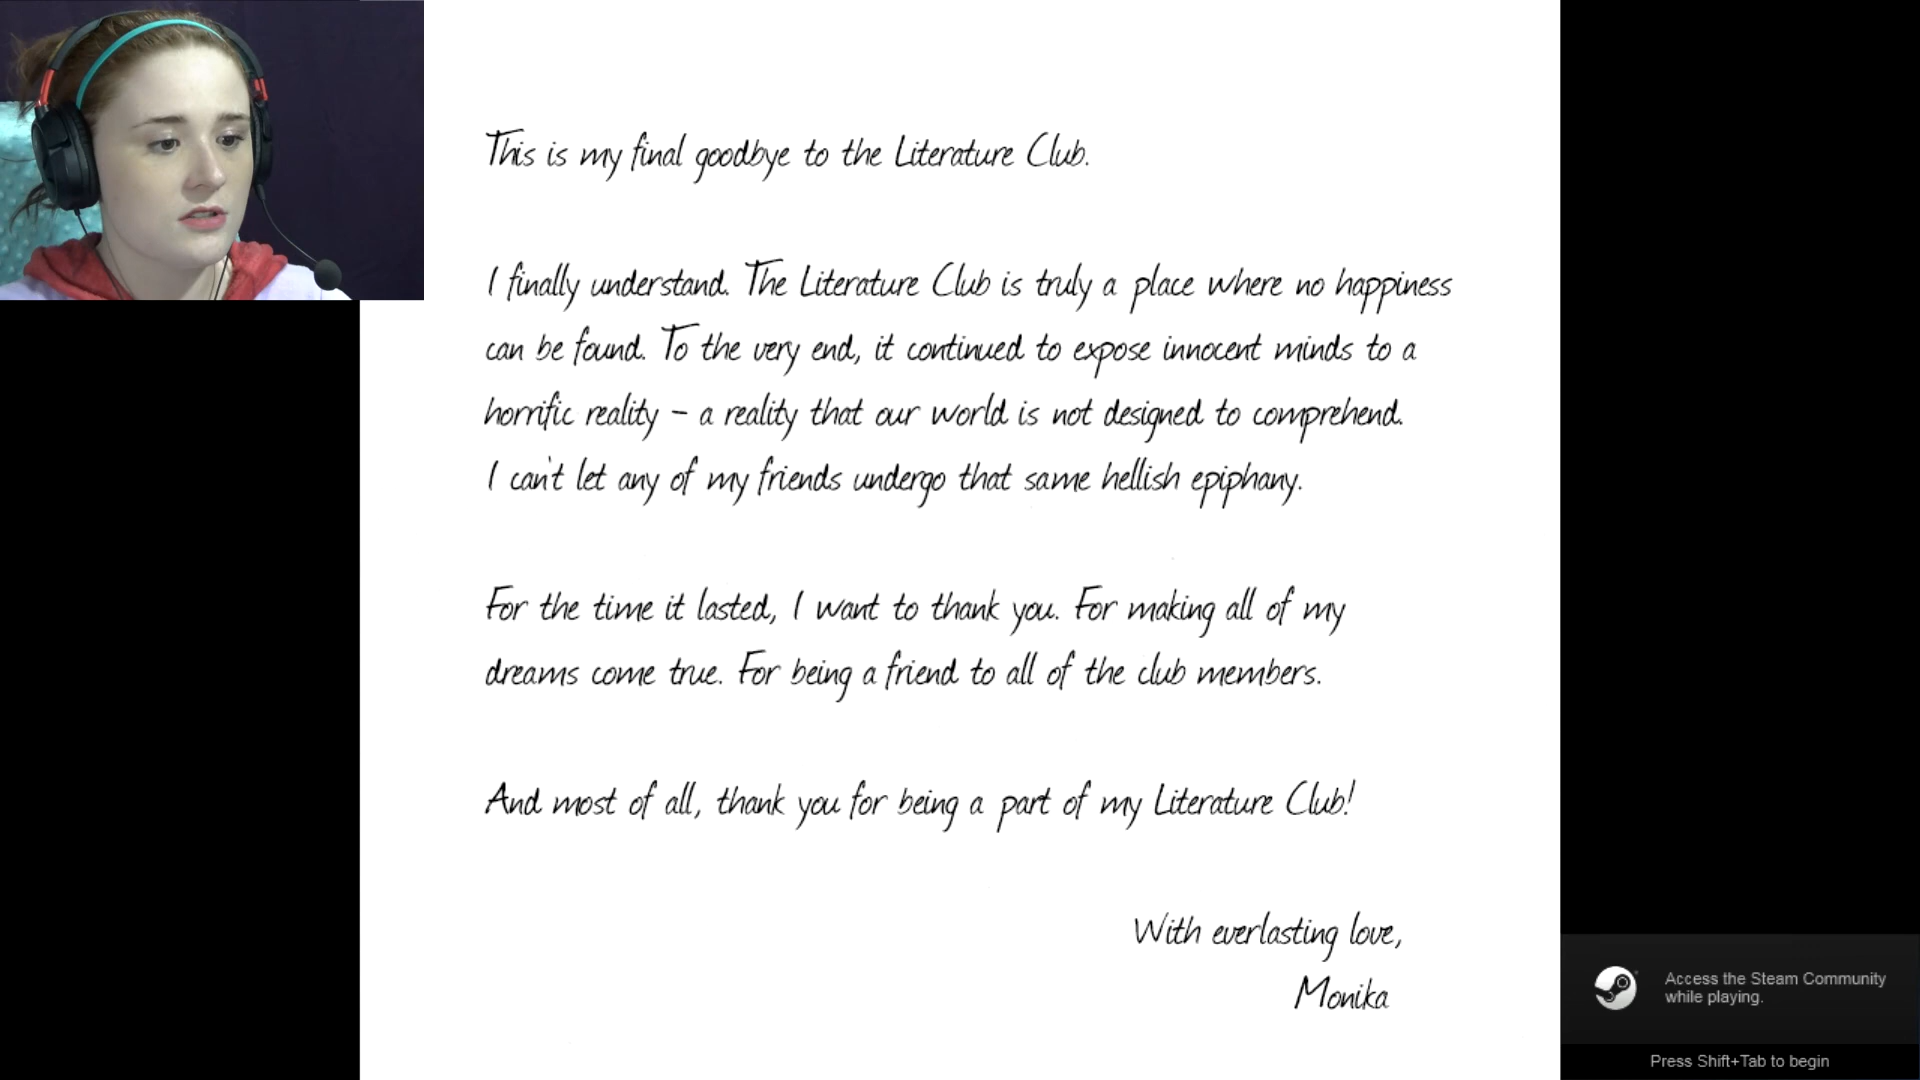 This is my final goodbye to the Literature Club.
I finally understand. The Literature Club is truly a place where no happiness
can be found. To the very end, it continued to expose innocent minds to a
horrific reality – a reality that our world is not designed to comprehend.
I can't let any of my friends undergo that same hellish epiphany.
For the time it lasted, I want to thank you. For making all of my
dreams come true. For being a friend to all of the club members.
And most of all, thank you for being a part of my Literature Club!
With everlasting love,
Monika
Access the Steam Community
while playing.
Press Shift+Tab to begin